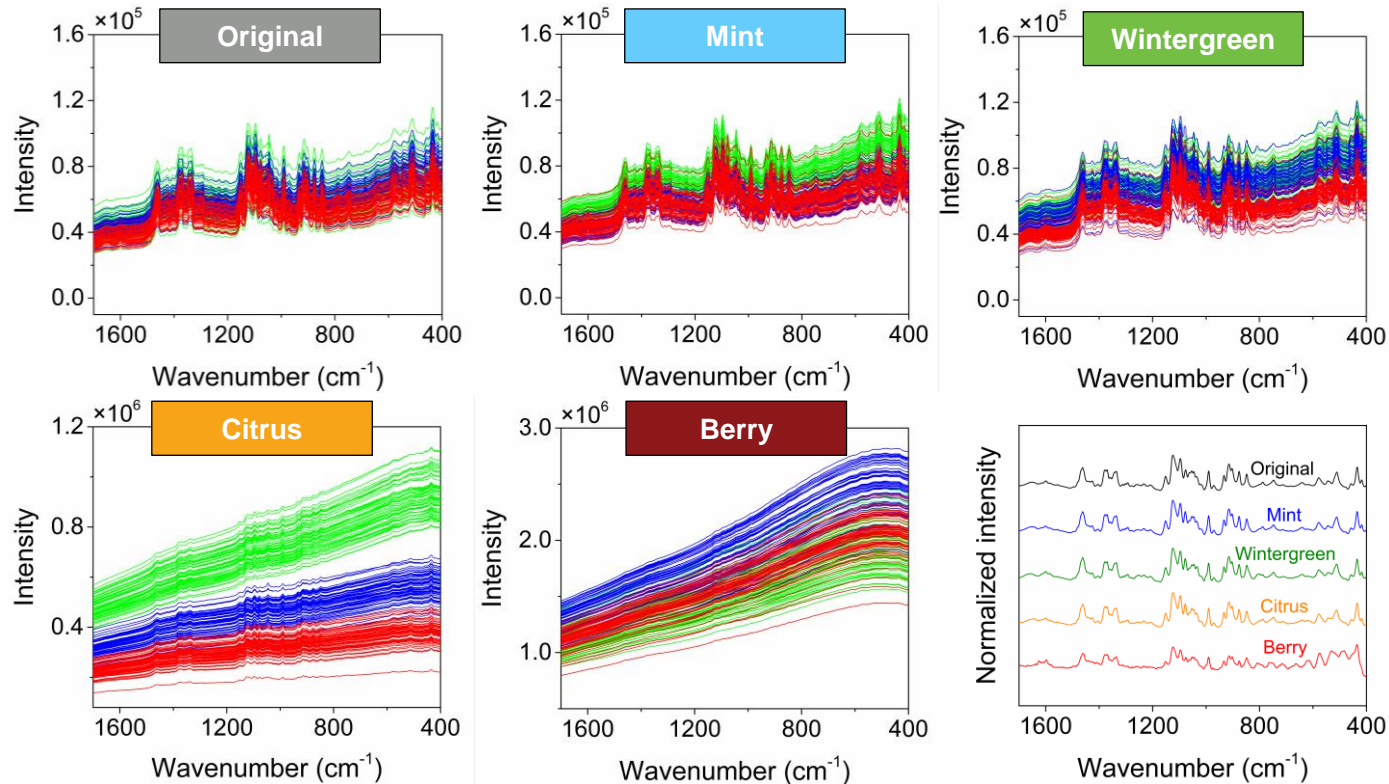 Original
×10⁵
1.6
1.2
0.8
0.4
0.0
Intensity
1600 1200 800 400
Wavenumber (cm⁻¹)
Mint
×10⁵
1.6
1.2
0.8
0.4
0.0
Intensity
1600 1200 800 400
Wavenumber (cm⁻¹)
Wintergreen
×10⁵
1.6
1.2
0.8
0.4
0.0
Intensity
1600 1200 800 400
Wavenumber (cm⁻¹)
Citrus
×10⁶
1.2
0.8
0.4
Intensity
1600 1200 800 400
Wavenumber (cm⁻¹)
Berry
×10⁶
3.0
2.0
1.0
Intensity
1600 1200 800 400
Wavenumber (cm⁻¹)
Normalized intensity
Original
Mint
Wintergreen
Citrus
Berry
1600 1200 800 400
Wavenumber (cm⁻¹)